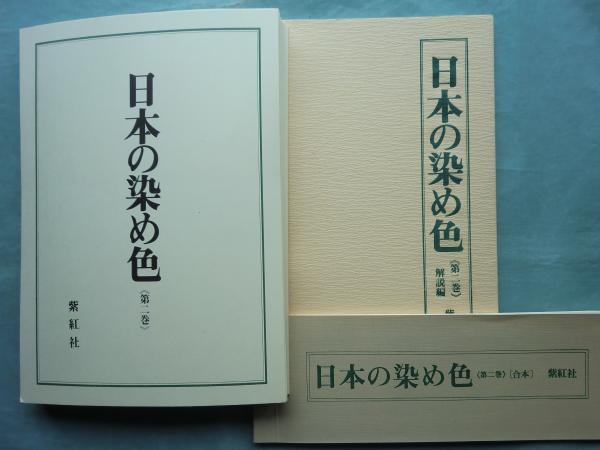 日本の染め色
《第二巻》
紫紅社
日本の染め色
《第二巻》
解説編
紫
日本の染め色《第二巻》〔合本〕 紫紅社